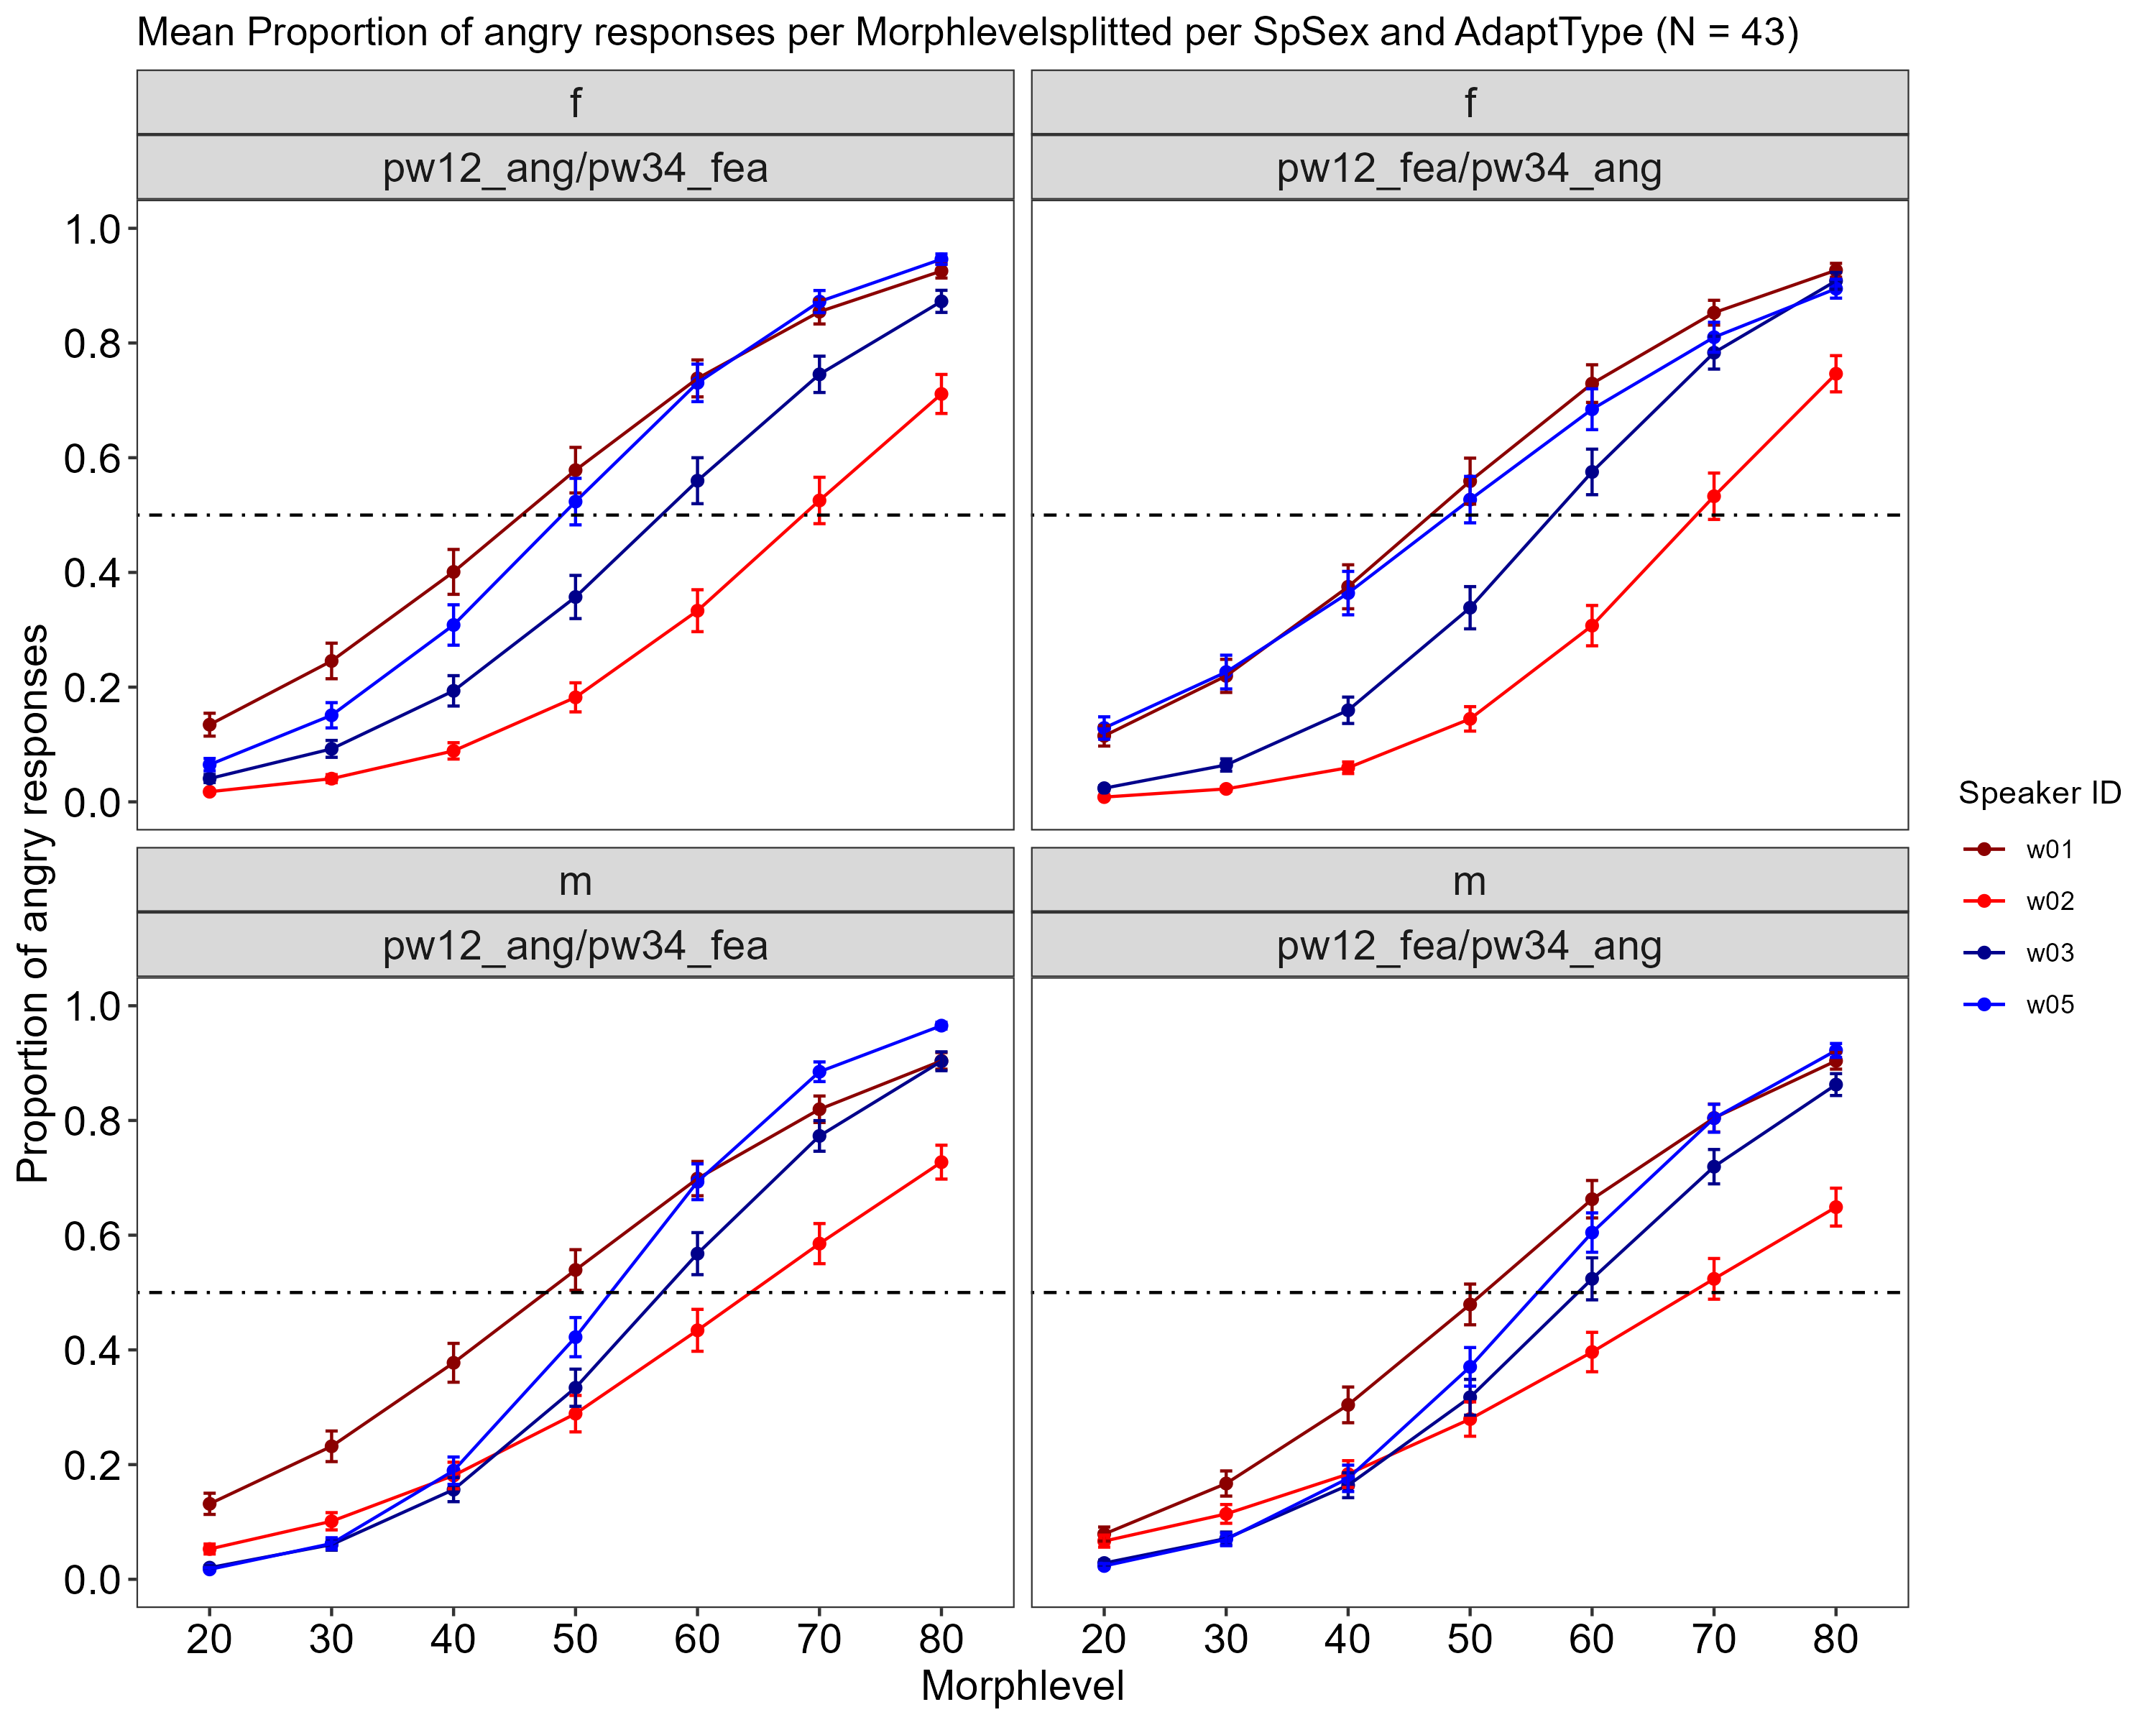 Mean Proportion of angry responses per Morphlevelsplitted per SpSex and AdaptType (N = 43)
f
f
pw12_ang/pw34_fea
pw12_fea/pw34_ang
1.0
0.8
0.6
0.4
0.2
0.0
m
m
pw12_ang/pw34_fea
pw12_fea/pw34_ang
1.0
0.8
0.6
0.4
0.2
0.0
20 30 40 50 60 70 80
20 30 40 50 60 70 80
Morphlevel
Proportion of angry responses
Speaker ID
w01
w02
w03
w05